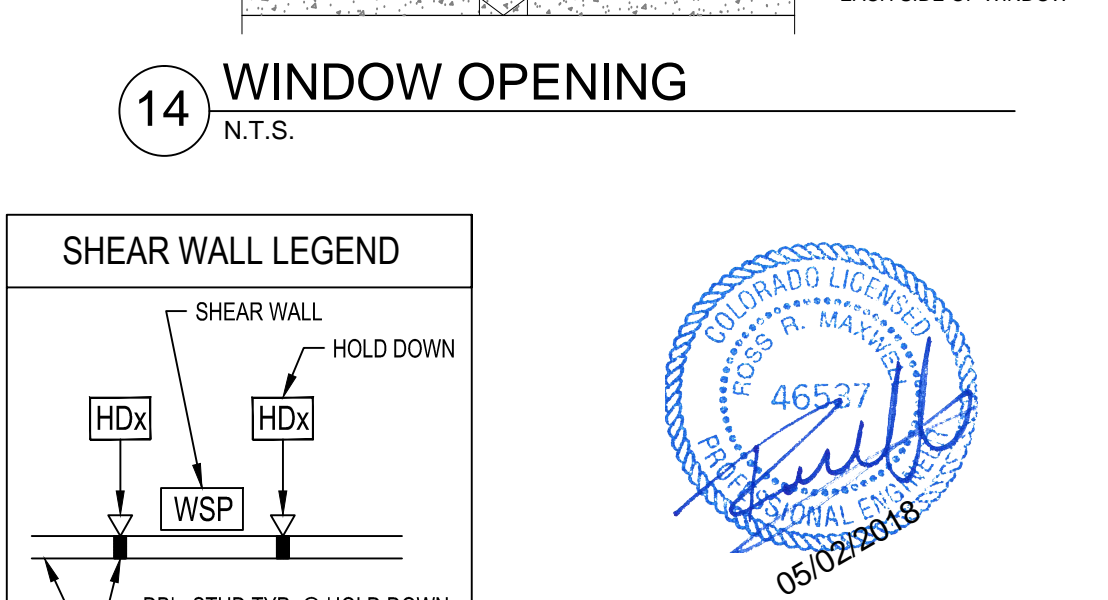 14
WINDOW OPENING
N.T.S.
SHEAR WALL LEGEND
SHEAR WALL
HOLD DOWN
HDx
HDx
WSP
COLORADO LICENSED
ROSS R. MAXWELL
46537
PROFESSIONAL ENGINEER
05/02/2018